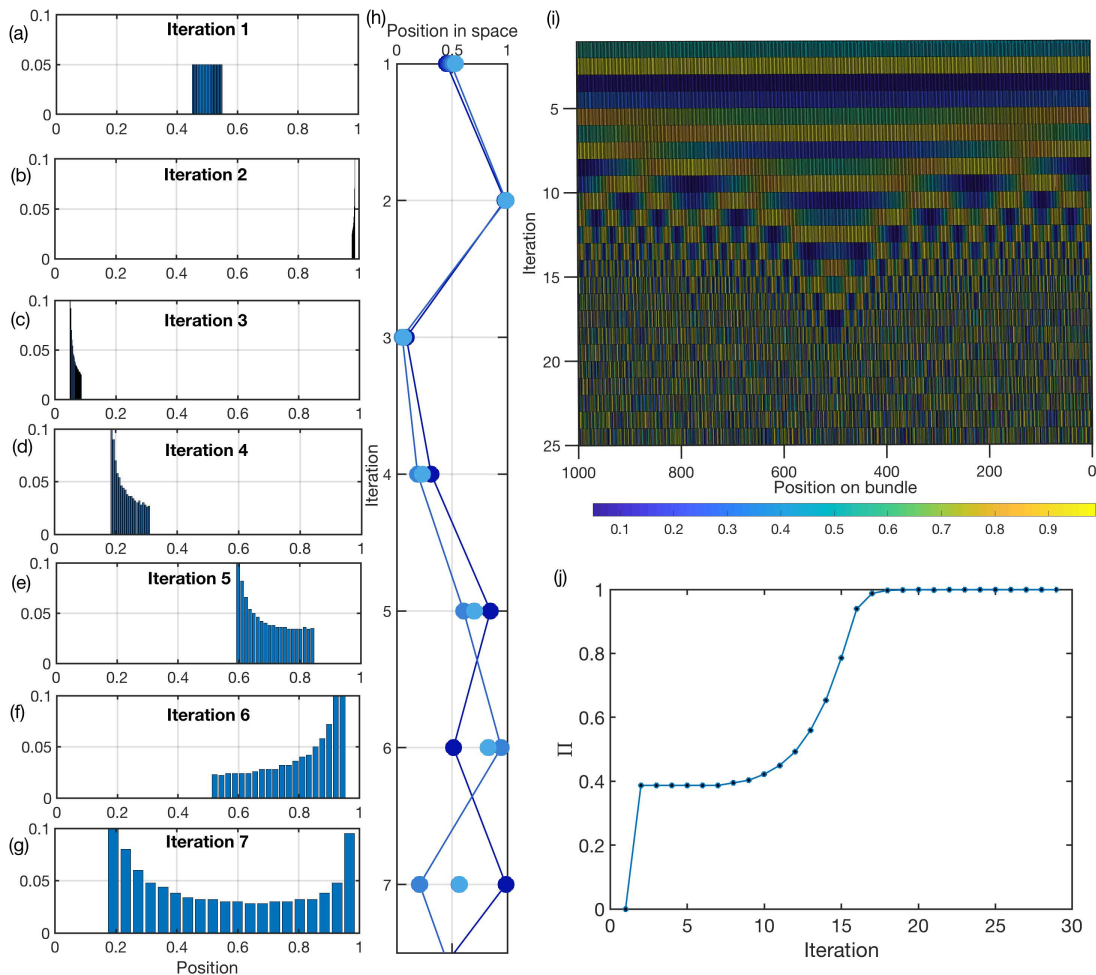 (a)
Iteration 1
0.1
0.05
0
0 0.2 0.4 0.6 0.8 1
(b)
Iteration 2
0.1
0.05
0
0 0.2 0.4 0.6 0.8 1
(c)
Iteration 3
0.1
0.05
0
0 0.2 0.4 0.6 0.8 1
(d)
Iteration 4
0.1
0.05
0
0 0.2 0.4 0.6 0.8 1
(e)
Iteration 5
0.1
0.05
0
0 0.2 0.4 0.6 0.8 1
(f)
Iteration 6
0.1
0.05
0
0 0.2 0.4 0.6 0.8 1
(g)
Iteration 7
0.1
0.05
0
0 0.2 0.4 0.6 0.8 1
Position
(h)
Position in space
0 0.5 1
1
2
3
4
5
6
7
Iteration
(i)
5
10
15
20
25
Iteration
1000 800 600 400 200 0
Position on bundle
0.1 0.2 0.3 0.4 0.5 0.6 0.7 0.8 0.9
(j)
1
0.8
0.6
0.4
0.2
0
Π
0 5 10 15 20 25 30
Iteration